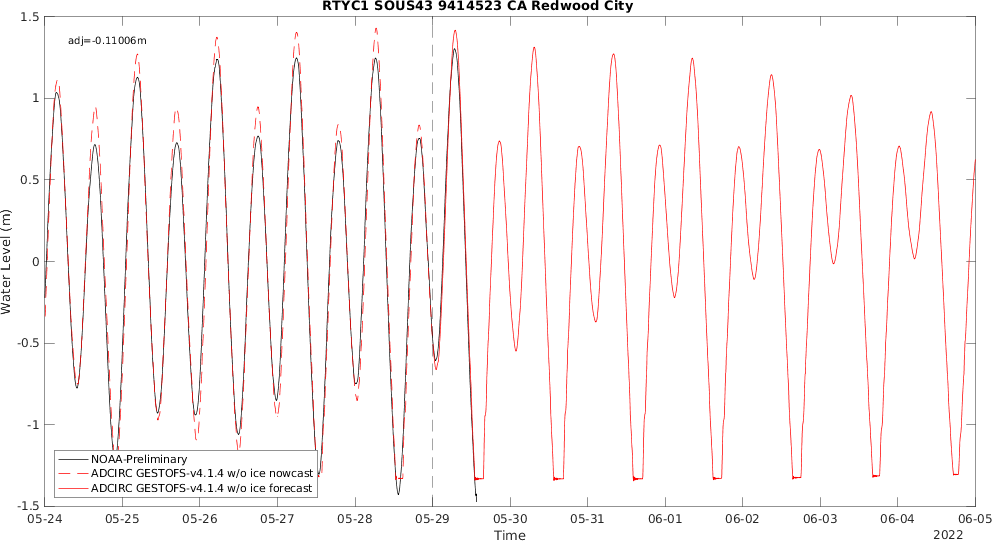 RTYC1 SOUS43 9414523 CA Redwood City
adj=-0.11006m
1.5
1
0.5
0
-0.5
-1
-1.5
Water Level (m)
NOAA-Preliminary
ADCIRC GESTOFS-v4.1.4 w/o ice nowcast
ADCIRC GESTOFS-v4.1.4 w/o ice forecast
05-24 05-25 05-26 05-27 05-28 05-29 05-30 05-31 06-01 06-02 06-03 06-04 06-05
Time
2022